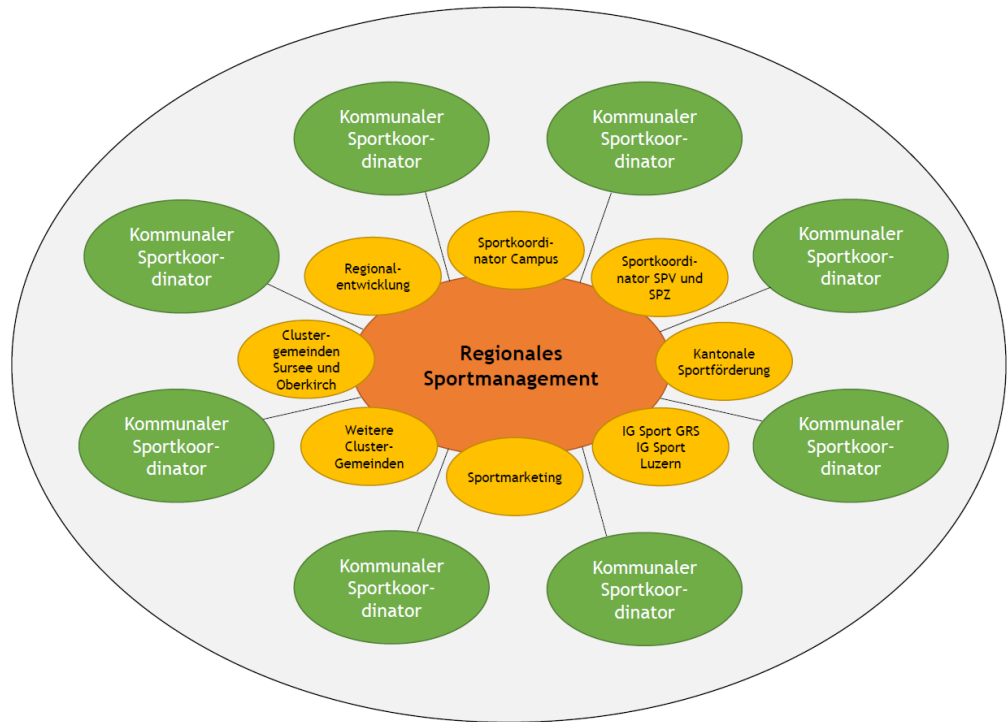 Kommunaler
Sportkoor-
dinator
Kommunaler
Sportkoor-
dinator
Kommunaler
Sportkoor-
dinator
Kommunaler
Sportkoor-
dinator
Sportkoordi-
nator Campus
Regional-
entwicklung
Sportkoordi-
nator SPV und
SPZ
Cluster-
gemeinden
Sursee und
Oberkirch
Regionales
Sportmanagement
Kantonale
Sportförderung
Kommunaler
Sportkoor-
dinator
Weitere
Cluster-
Gemeinden
Sportmarketing
IG Sport GRS
IG Sport
Luzern
Kommunaler
Sportkoor-
dinator
Kommunaler
Sportkoor-
dinator
Kommunaler
Sportkoor-
dinator